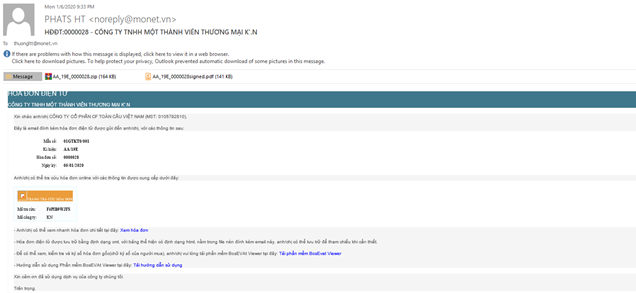 Mon 1/6/2020 9:33 PM
PHATS HT <noreply@monet.vn>
HĐĐT:0000028 - CÔNG TY TNHH MỘT THÀNH VIÊN THƯƠNG MẠI K'.N
To
If there are problems with how this message is displayed, click here to view it in a web browser.
Click here to download pictures. To help protect your privacy, Outlook prevented automatic download of some pictures in this message.
Message AA_19E_0000028.zip (164 KB) AA_19E_0000028signed.pdf (141 KB)
HÓA ĐƠN ĐIỆN TỬ
CÔNG TY TNHH MỘT THÀNH VIÊN THƯƠNG MẠI K'.N
Xin chào anh/chị CÔNG TY CỔ PHẦN CF TOÀN CẦU VIỆT NAM (MST: 0105782810),
Đây là email đính kèm hóa đơn điện tử được gửi đến anh/chị, với các thông tin sau:
Mẫu số: 01GTKT0/001
Kí hiệu: AA/19E
Hóa đơn số: 0000028
Ngày ký: 06/01/2020
Anh/chị có thể tra cứu hóa đơn online với các thông tin được cung cấp dưới đây:
Mã tra cứu:
Mã công ty: KN
- Anh/chị có thể xem nhanh hóa đơn chi tiết tại đây: Xem hóa đơn
- Hóa đơn điện tử được lưu trữ bằng định dạng xml, với bảng thể hiện có định dạng html, nằm trong file nén đính kèm email này, anh/chị có thể lưu trữ để tham chiếu khi cần thiết.
- Để có thể xem, kiểm tra và ký số hóa đơn gốc(chữ ký số của người mua), anh/chị vui lòng tải phần mềm BosEvat Viewer tại đây: Tải phần mềm BosEvat Viewer
- Hướng dẫn sử dụng Phần mềm BosEVAt Viewer tại đây: Tải hướng dẫn sử dụng
Xin cảm ơn đã sử dụng dịch vụ của công ty chúng tôi.
Trân trọng,